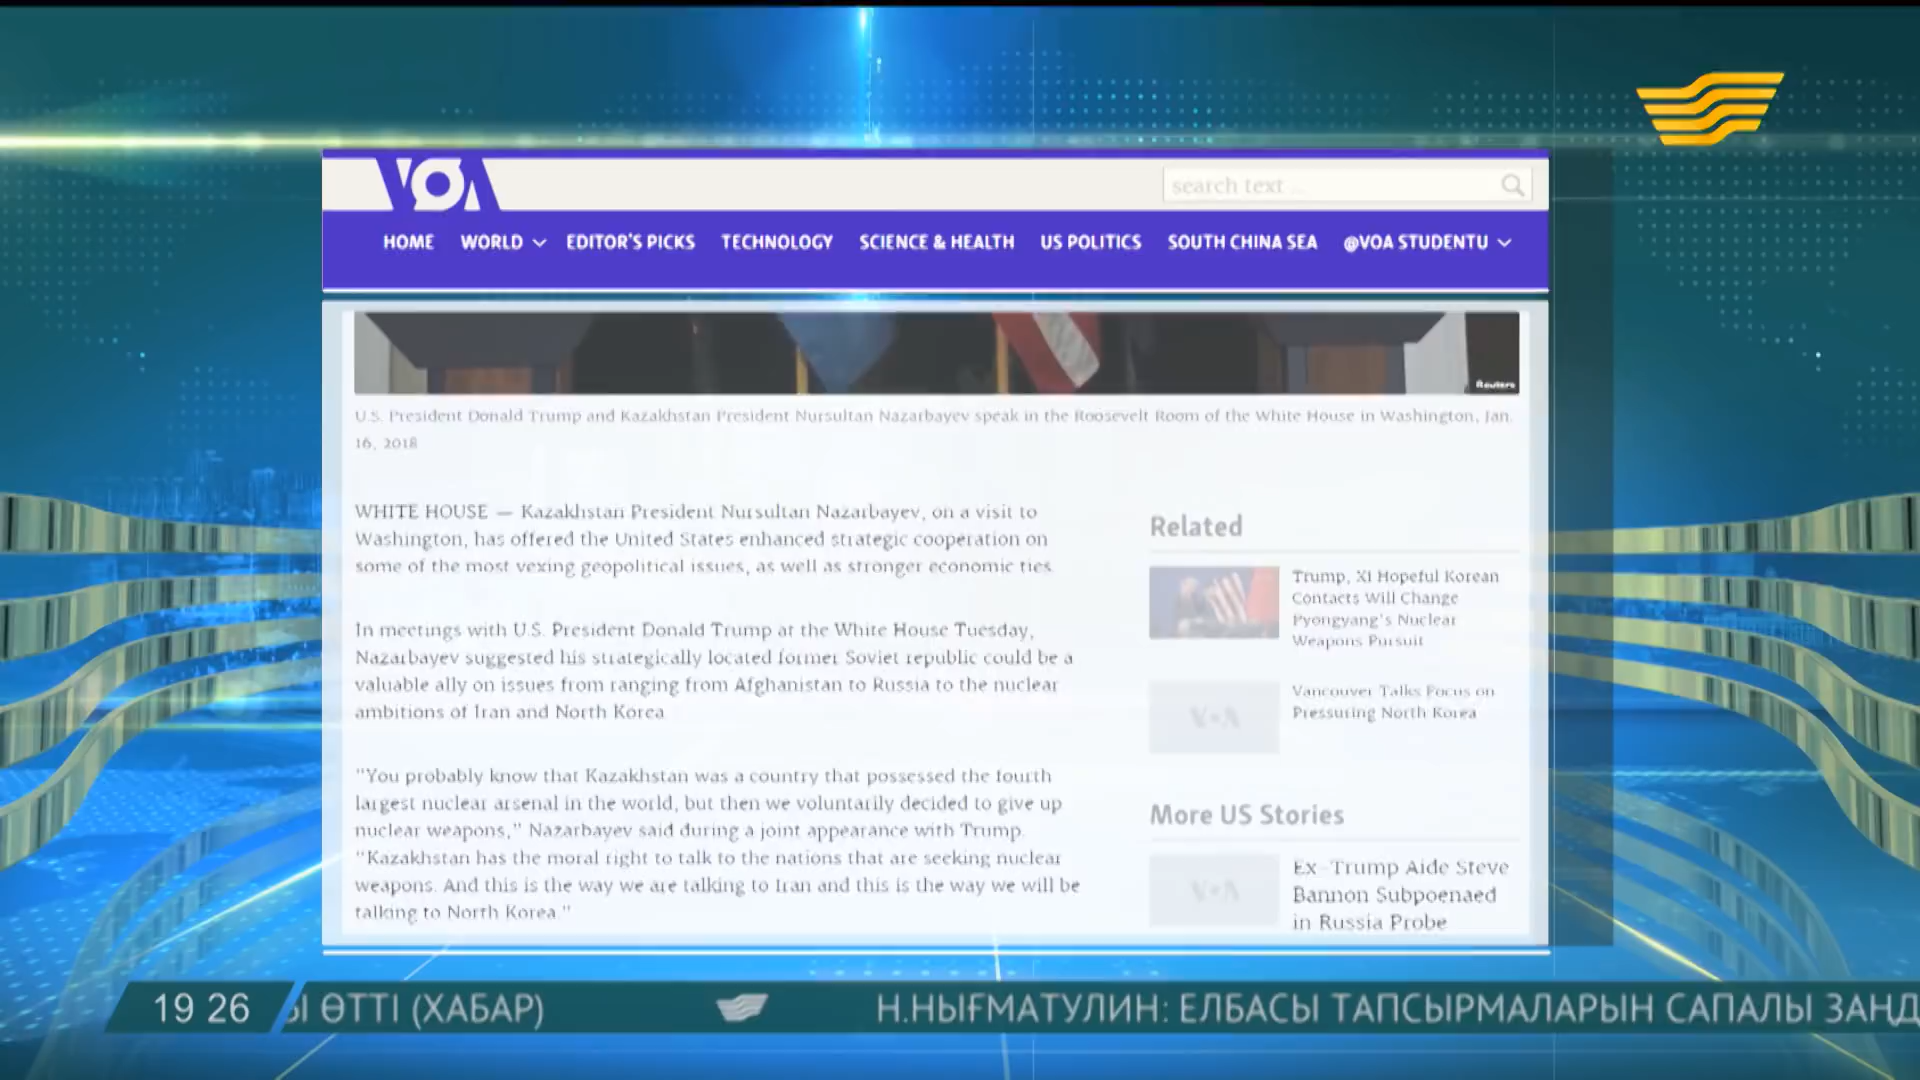 VOA
search text ...
HOME WORLD EDITOR'S PICKS TECHNOLOGY SCIENCE & HEALTH US POLITICS SOUTH CHINA SEA @VOA STUDENTU
Reuters
U.S. President Donald Trump and Kazakhstan President Nursultan Nazarbayev speak in the Roosevelt Room of the White House in Washington, Jan.
16, 2018
WHITE HOUSE — Kazakhstan President Nursultan Nazarbayev, on a visit to
Washington, has offered the United States enhanced strategic cooperation on
some of the most vexing geopolitical issues, as well as stronger economic ties.
In meetings with U.S. President Donald Trump at the White House Tuesday,
Nazarbayev suggested his strategically located former Soviet republic could be a
valuable ally on issues from ranging from Afghanistan to Russia to the nuclear
ambitions of Iran and North Korea
"You probably know that Kazakhstan was a country that possessed the fourth
largest nuclear arsenal in the world, but then we voluntarily decided to give up
nuclear weapons," Nazarbayev said during a joint appearance with Trump.
"Kazakhstan has the moral right to talk to the nations that are seeking nuclear
weapons. And this is the way we are talking to Iran and this is the way we will be
talking to North Korea."
Related
Trump, XI Hopeful Korean
Contacts Will Change
Pyongyang's Nuclear
Weapons Pursuit
VOA
Vancouver Talks Focus on
Pressuring North Korea
More US Stories
VOA
Ex-Trump Aide Steve
Bannon Subpoenaed
in Russia Probe
19 26 Ы ӨТТІ (ХАБАР) Н.НЫҒМАТУЛИН: ЕЛБАСЫ ТАПСЫРМАЛАРЫН САПАЛЫ ЗАҢД